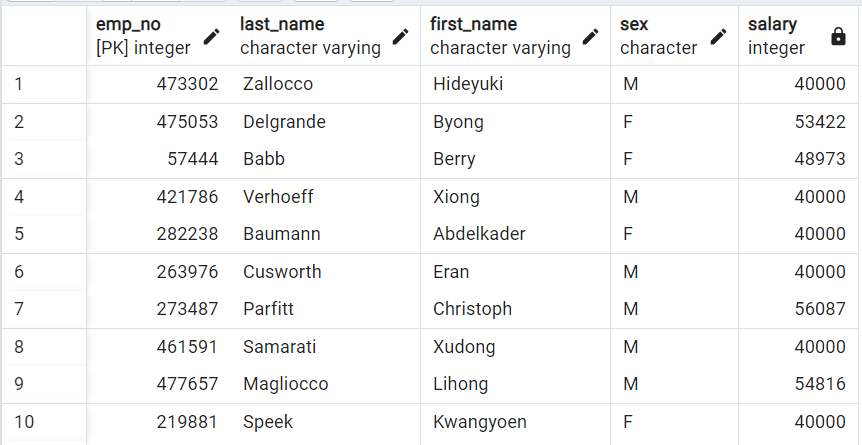 emp_no last_name first_name sex salary
[PK] integer character varying character varying character integer
1 473302 Zallocco Hideyuki M 40000
2 475053 Delgrande Byong F 53422
3 57444 Babb Berry F 48973
4 421786 Verhoeff Xiong M 40000
5 282238 Baumann Abdelkader F 40000
6 263976 Cusworth Eran M 40000
7 273487 Parfitt Christoph M 56087
8 461591 Samarati Xudong M 40000
9 477657 Magliocco Lihong M 54816
10 219881 Speek Kwangyoen F 40000